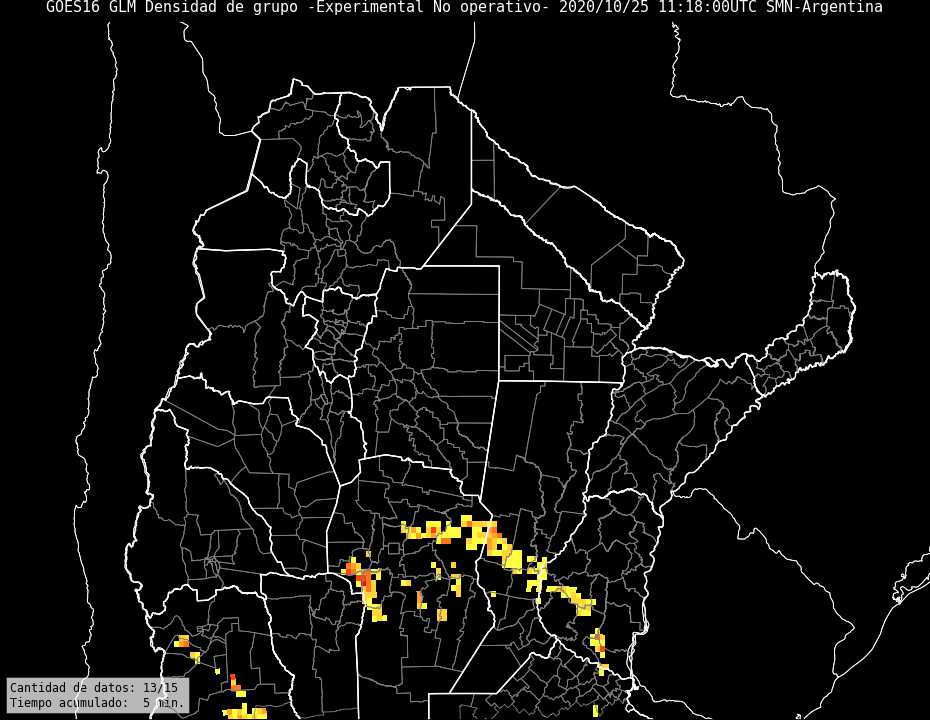 GOES16 GLM Densidad de grupo -Experimental No operativo- 2020/10/25 11:18:00UTC SMN-Argentina
Cantidad de datos: 13/15
Tiempo acumulado:  5 min.